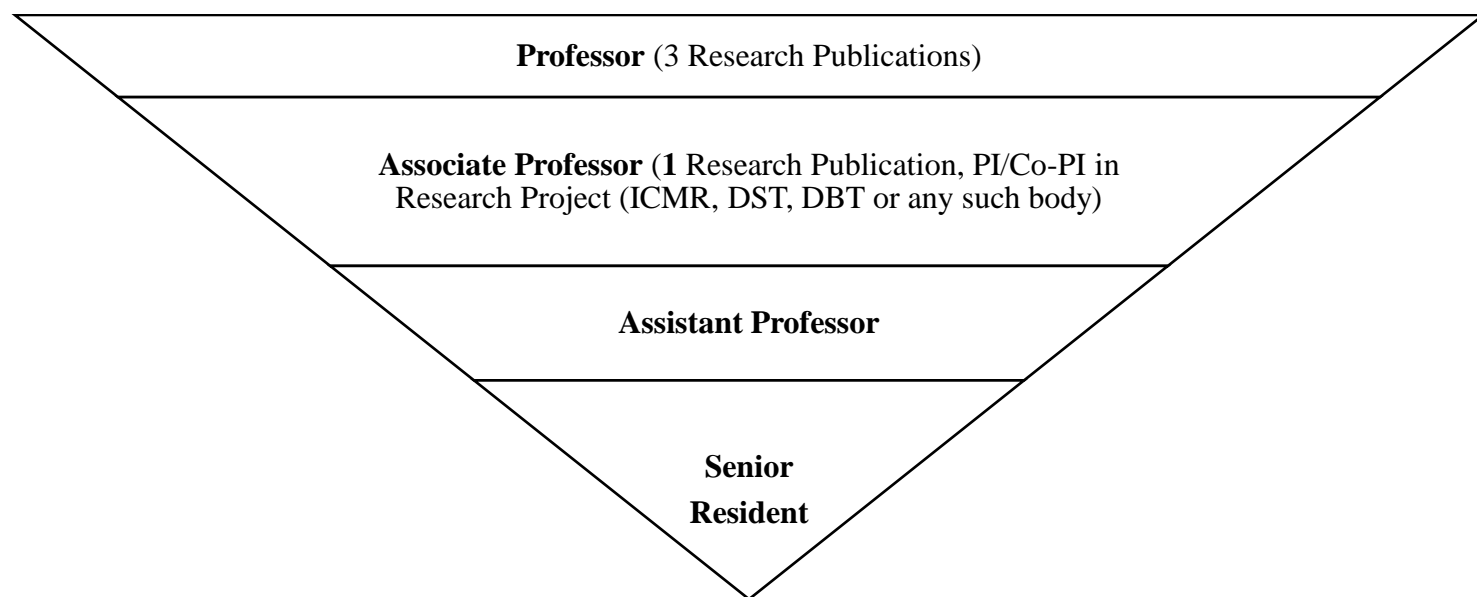 Professor (3 Research Publications)
Associate Professor (1 Research Publication, PI/Co-PI in
Research Project (ICMR, DST, DBT or any such body)
Assistant Professor
Senior
Resident